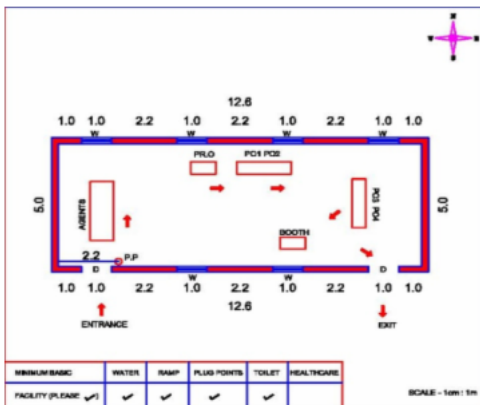 N
W E
S
12.6
1.0 1.0 2.2 1.0 2.2 1.0 2.2 1.0 1.0
W W W W
PR.O PO1 PO2
5.0 AGENTS PO3 PO4 5.0
BOOTH
2.2 P.P
D W W D
1.0 1.0 2.2 1.0 2.2 1.0 2.2 1.0 1.0
12.6
ENTRANCE EXIT
MINIMUM BASIC WATER RAMP PLUG POINTS TOILET HEALTHCARE
FACILITY (PLEASE ✓) ✓ ✓ ✓ ✓
SCALE - 1cm : 1m